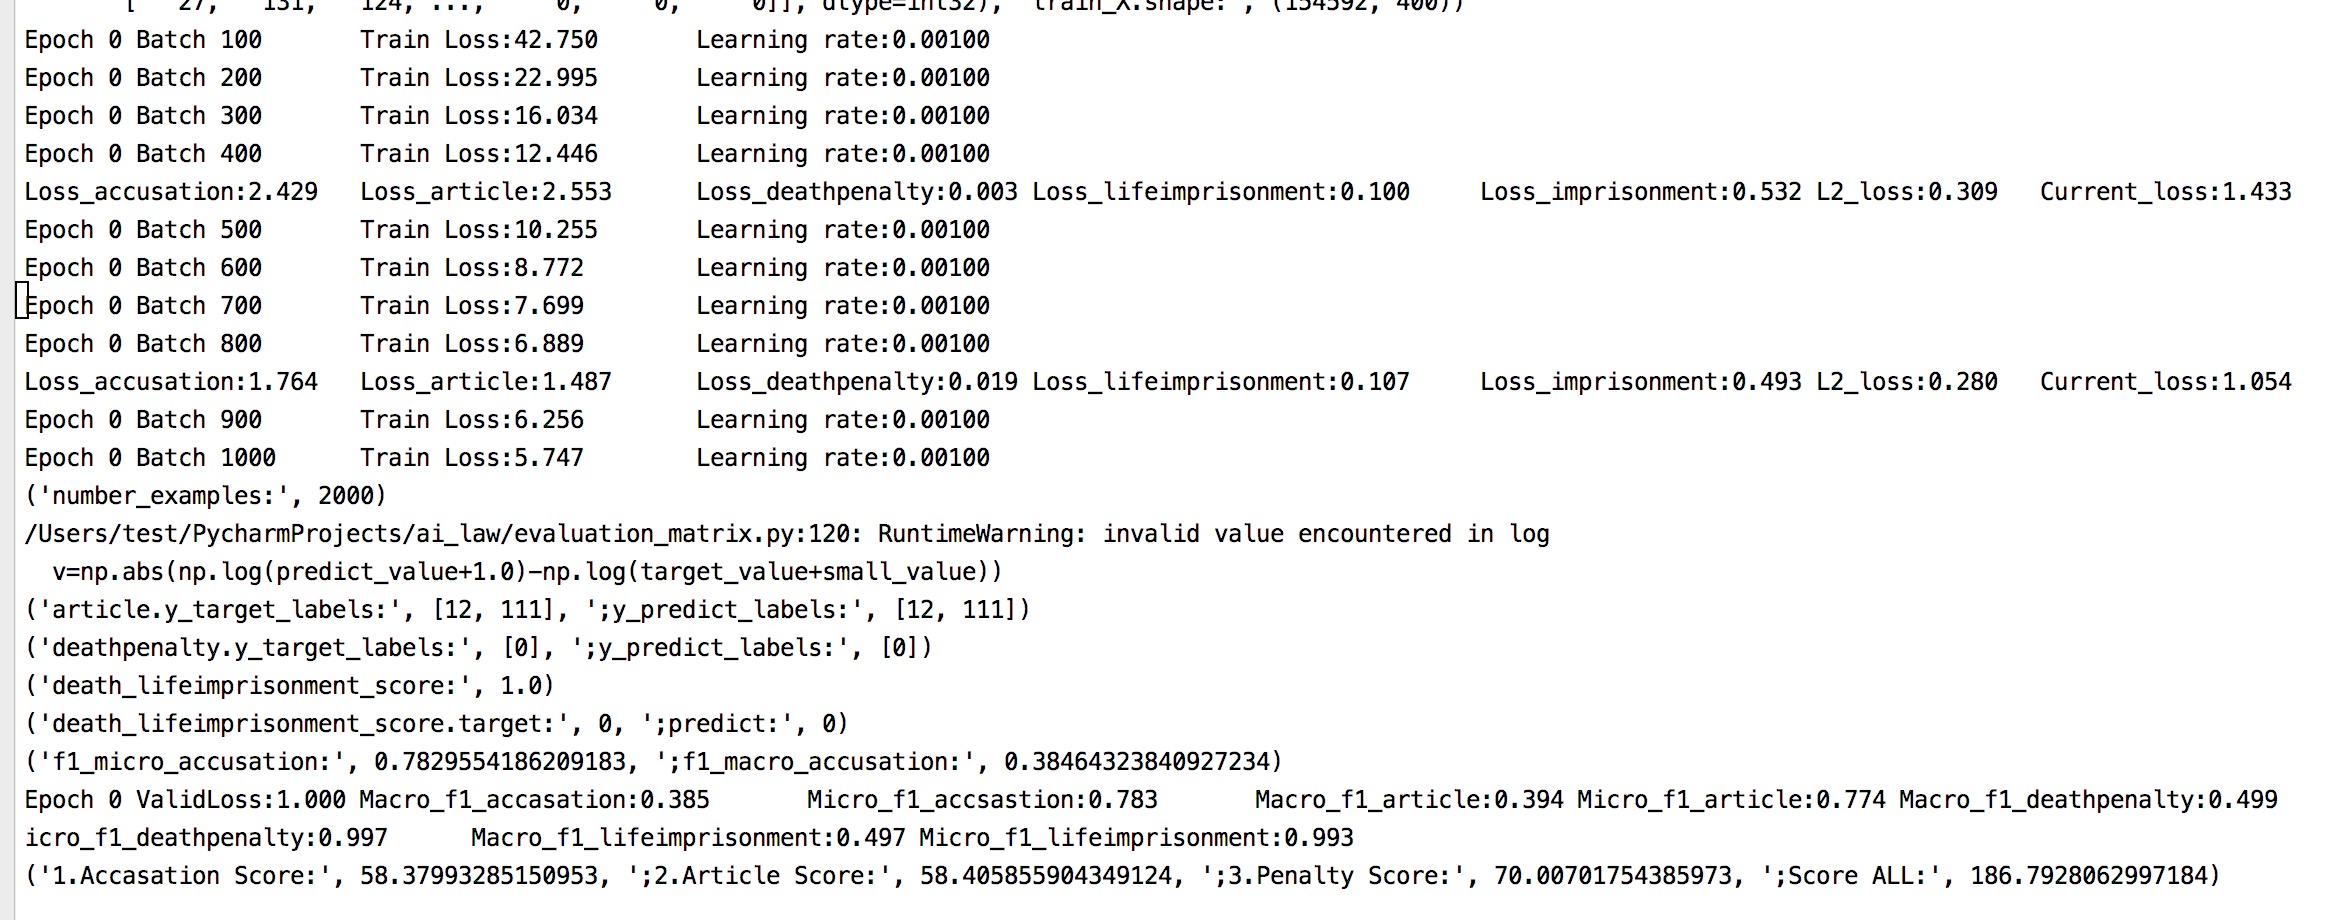 [   27,   131,   124, ...,     0,     0,     0]], dtype=int32), 'train_X.shape:', (154592, 400))
Epoch 0 Batch 100       Train Loss:42.750       Learning rate:0.00100
Epoch 0 Batch 200       Train Loss:22.995       Learning rate:0.00100
Epoch 0 Batch 300       Train Loss:16.034       Learning rate:0.00100
Epoch 0 Batch 400       Train Loss:12.446       Learning rate:0.00100
Loss_accusation:2.429   Loss_article:2.553      Loss_deathpenalty:0.003 Loss_lifeimprisonment:0.100     Loss_imprisonment:0.532 L2_loss:0.309   Current_loss:1.433
Epoch 0 Batch 500       Train Loss:10.255       Learning rate:0.00100
Epoch 0 Batch 600       Train Loss:8.772        Learning rate:0.00100
Epoch 0 Batch 700       Train Loss:7.699        Learning rate:0.00100
Epoch 0 Batch 800       Train Loss:6.889        Learning rate:0.00100
Loss_accusation:1.764   Loss_article:1.487      Loss_deathpenalty:0.019 Loss_lifeimprisonment:0.107     Loss_imprisonment:0.493 L2_loss:0.280   Current_loss:1.054
Epoch 0 Batch 900       Train Loss:6.256        Learning rate:0.00100
Epoch 0 Batch 1000      Train Loss:5.747        Learning rate:0.00100
('number_examples:', 2000)
/Users/test/PycharmProjects/ai_law/evaluation_matrix.py:120: RuntimeWarning: invalid value encountered in log
  v=np.abs(np.log(predict_value+1.0)-np.log(target_value+small_value))
('article.y_target_labels:', [12, 111], ';y_predict_labels:', [12, 111])
('deathpenalty.y_target_labels:', [0], ';y_predict_labels:', [0])
('death_lifeimprisonment_score:', 1.0)
('death_lifeimprisonment_score.target:', 0, ';predict:', 0)
('f1_micro_accusation:', 0.7829554186209183, ';f1_macro_accusation:', 0.38464323840927234)
Epoch 0 ValidLoss:1.000 Macro_f1_accasation:0.385       Micro_f1_accsastion:0.783       Macro_f1_article:0.394 Micro_f1_article:0.774 Macro_f1_deathpenalty:0.499
icro_f1_deathpenalty:0.997      Macro_f1_lifeimprisonment:0.497 Micro_f1_lifeimprisonment:0.993
('1.Accasation Score:', 58.37993285150953, ';2.Article Score:', 58.405855904349124, ';3.Penalty Score:', 70.00701754385973, ';Score ALL:', 186.7928062997184)